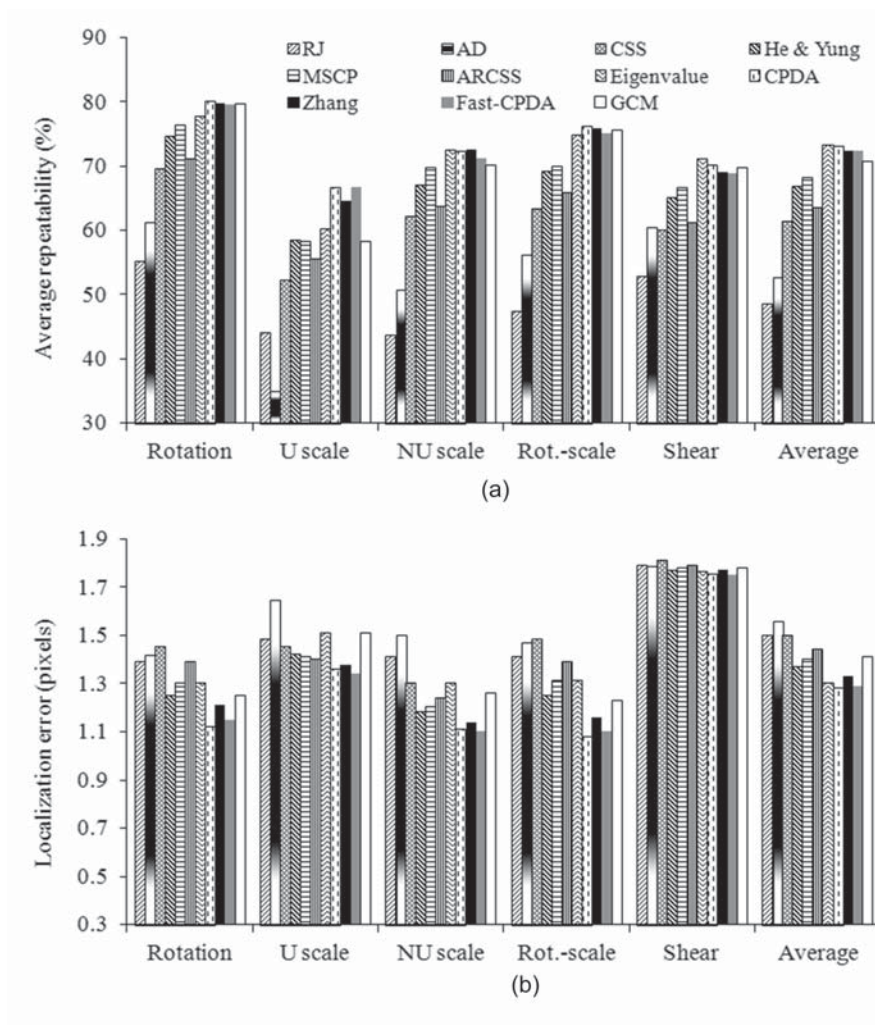 90
80
70
60
50
40
30
Average repeatability (%)
RJ AD CSS He & Yung
MSCP ARCSS Eigenvalue CPDA
Zhang Fast-CPDA GCM
Rotation U scale NU scale Rot.-scale Shear Average
(a)
1.9
1.7
1.5
1.3
1.1
0.9
0.7
0.5
0.3
Localization error (pixels)
Rotation U scale NU scale Rot.-scale Shear Average
(b)